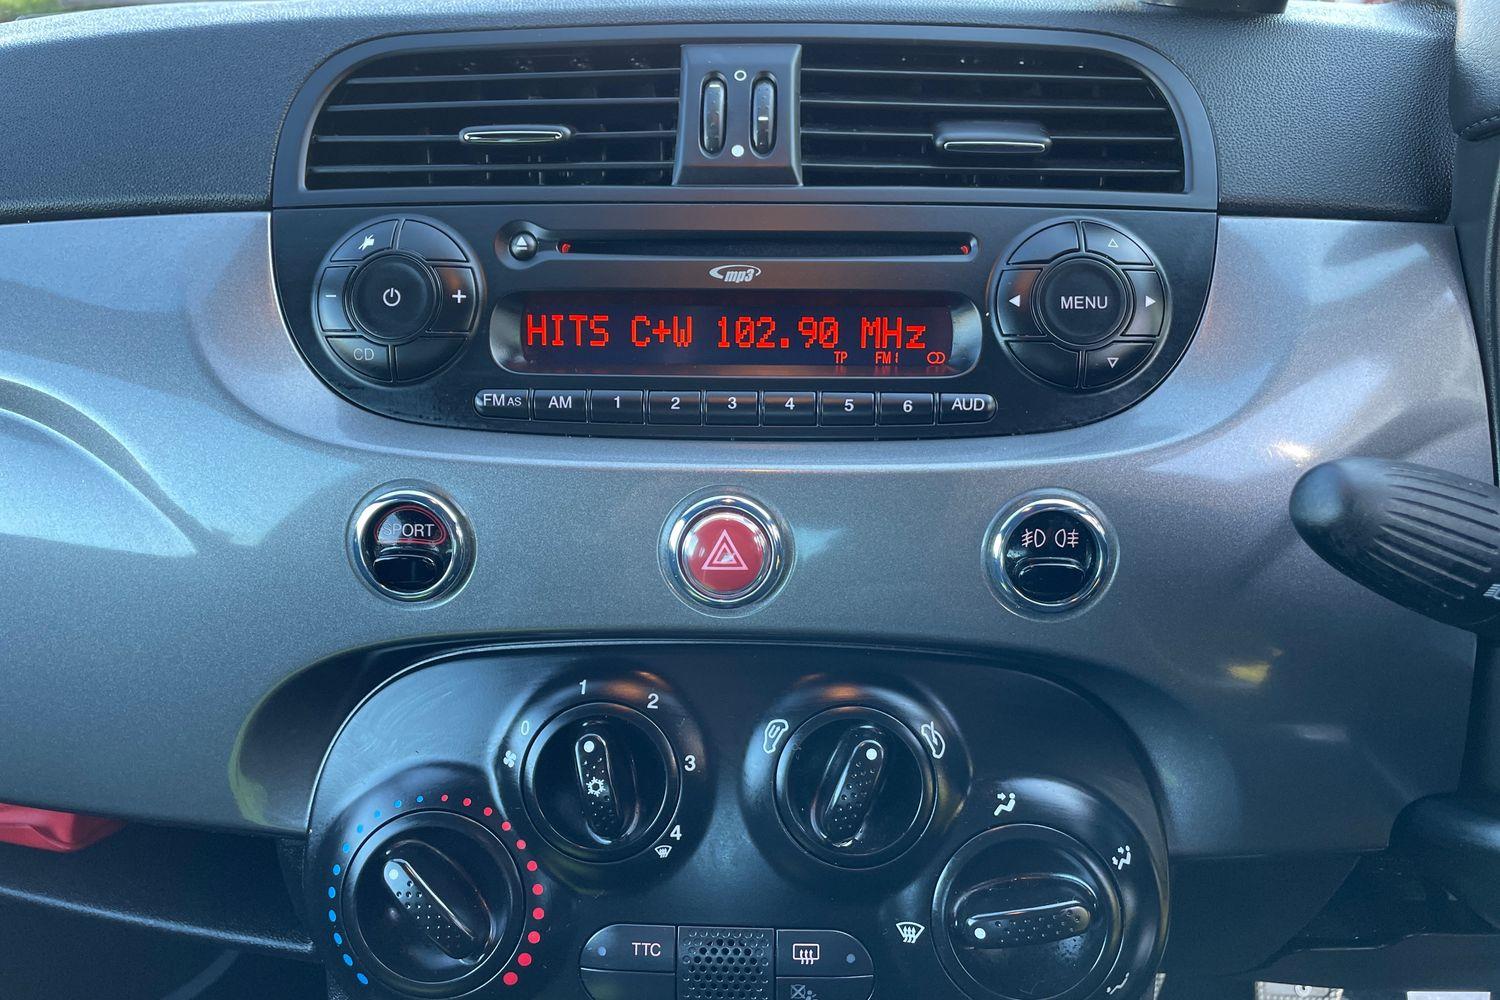 mp3
MENU
CD
HITS C+W 102.90 MHz
TP FM1
FM AS AM 1 2 3 4 5 6 AUD
SPORT
0 1 2 3 4
TTC